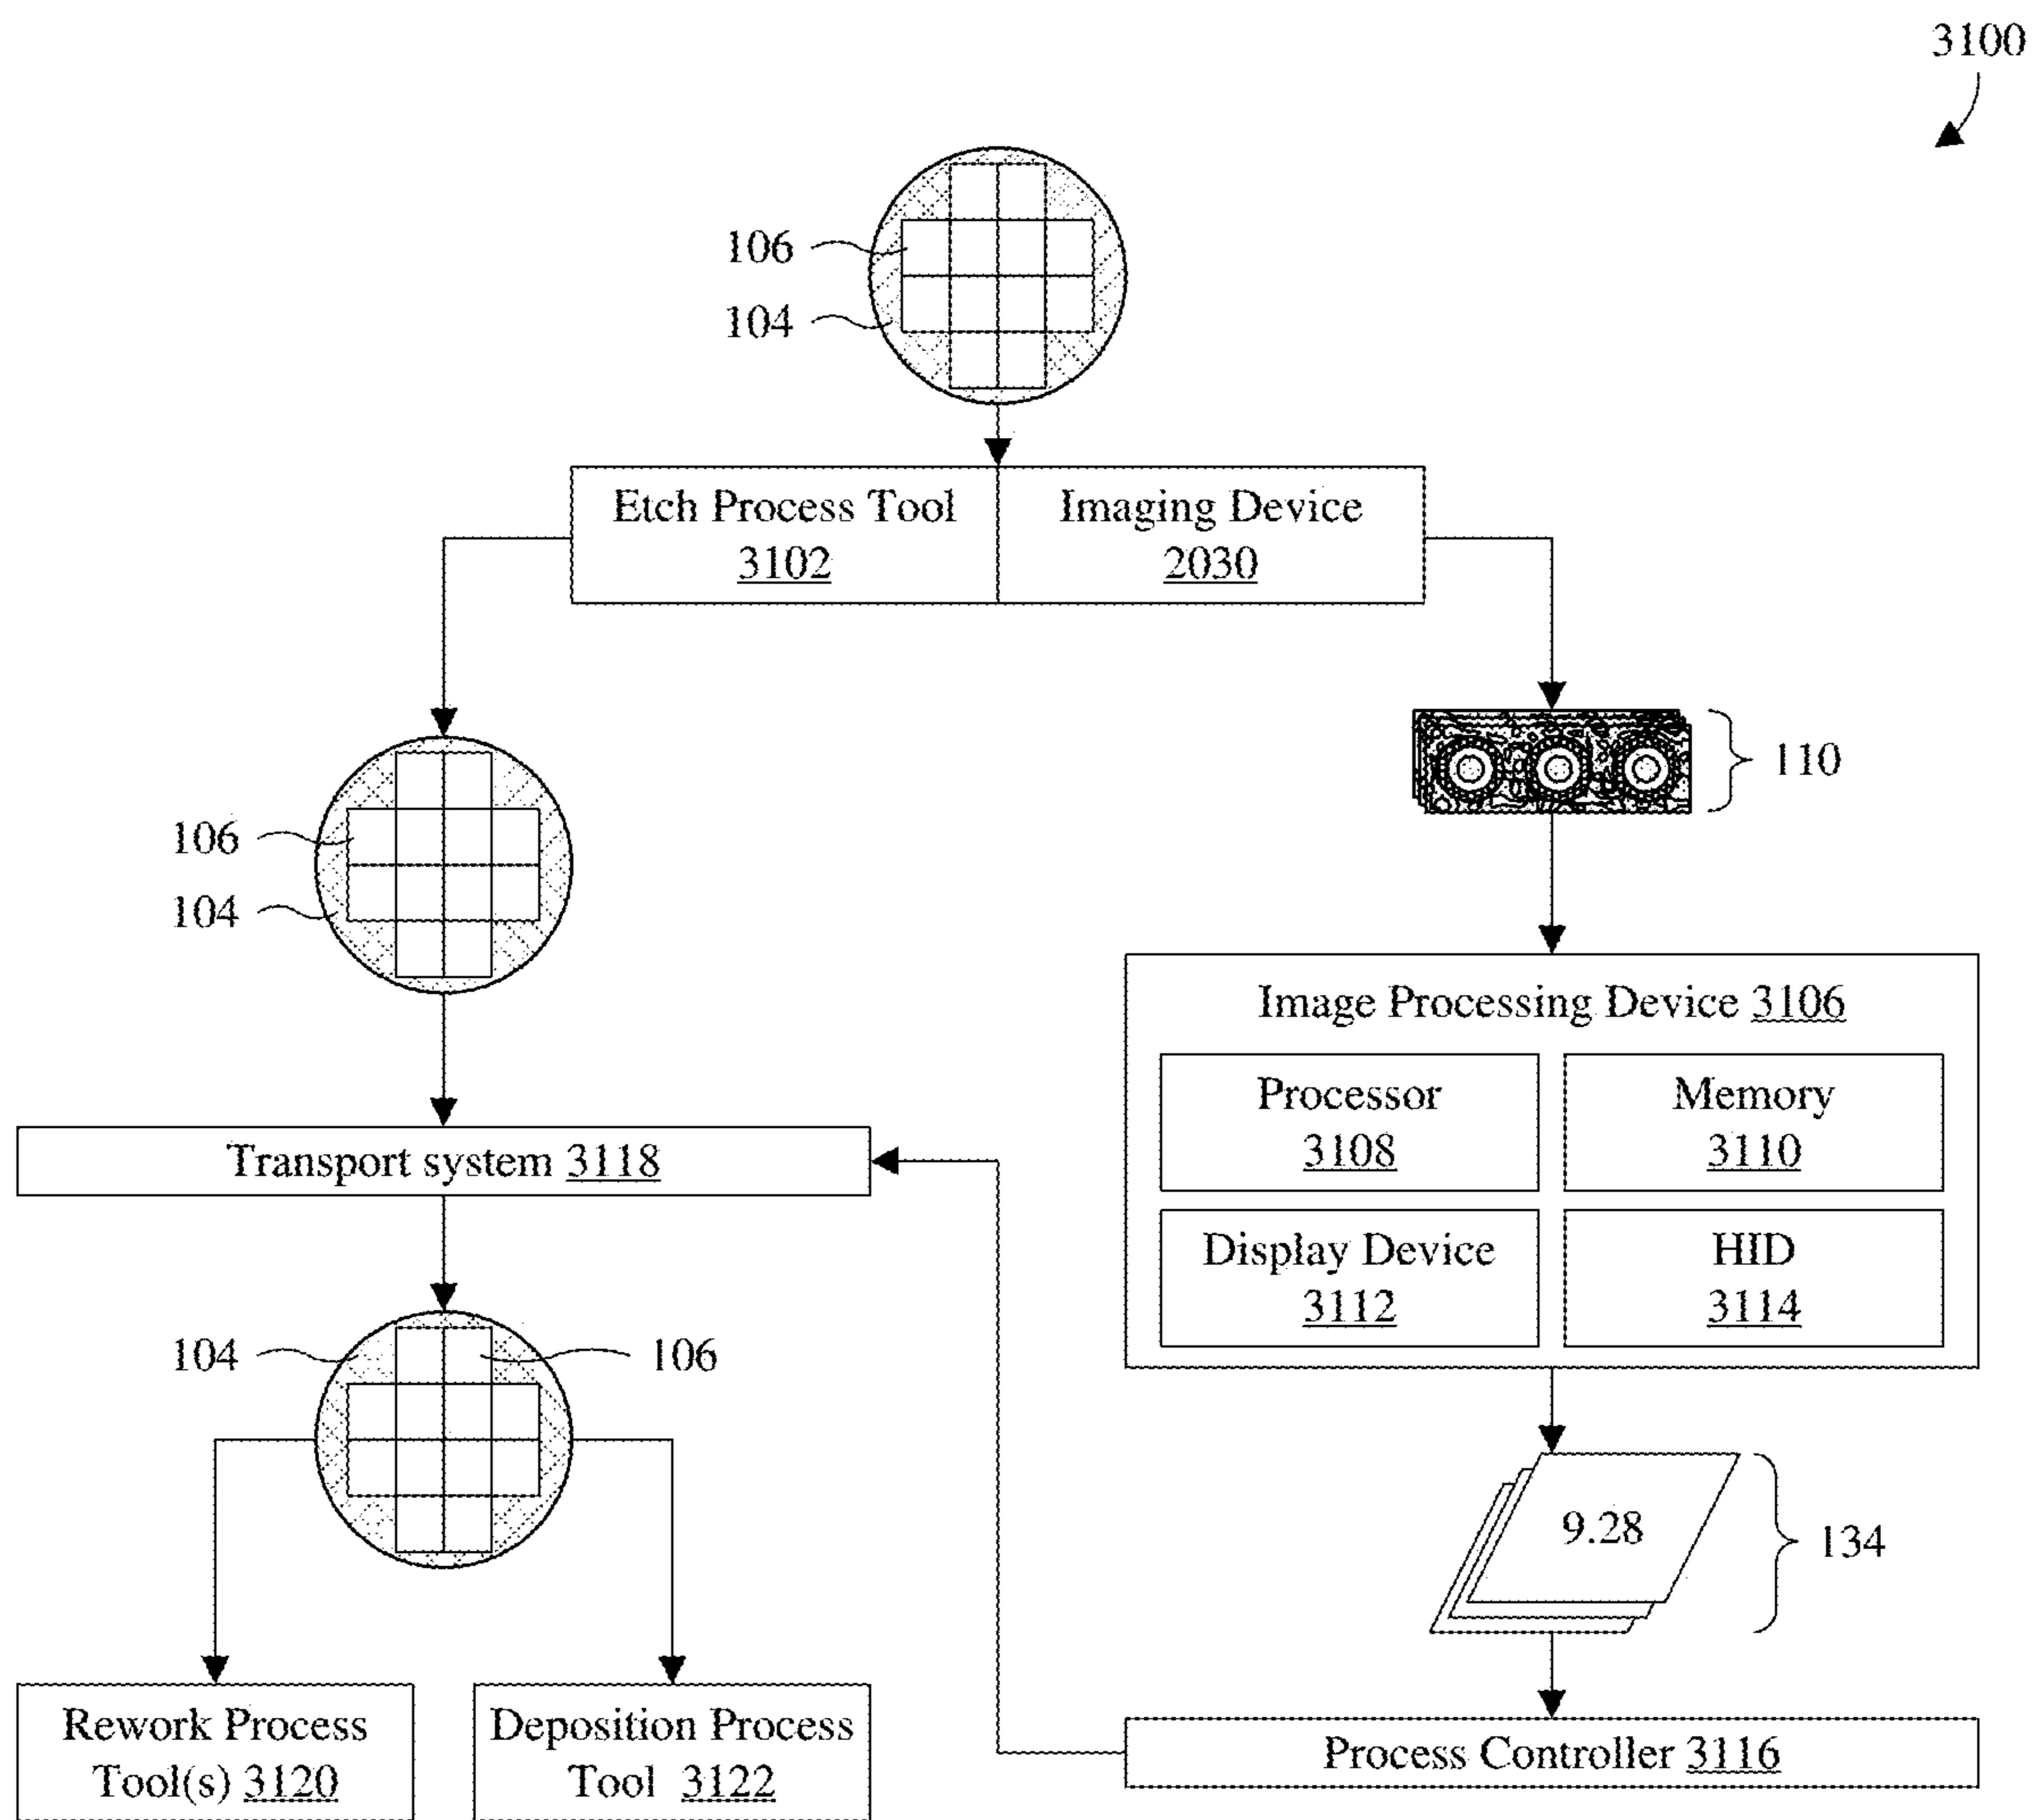 3100
106
104
Etch Process Tool
3102
Imaging Device
2030
110
106
104
Image Processing Device 3106
Processor
3108
Memory
3110
Transport system 3118
Display Device
3112
HID
3114
104
106
9.28
134
Rework Process
Tool(s) 3120
Deposition Process
Tool 3122
Process Controller 3116